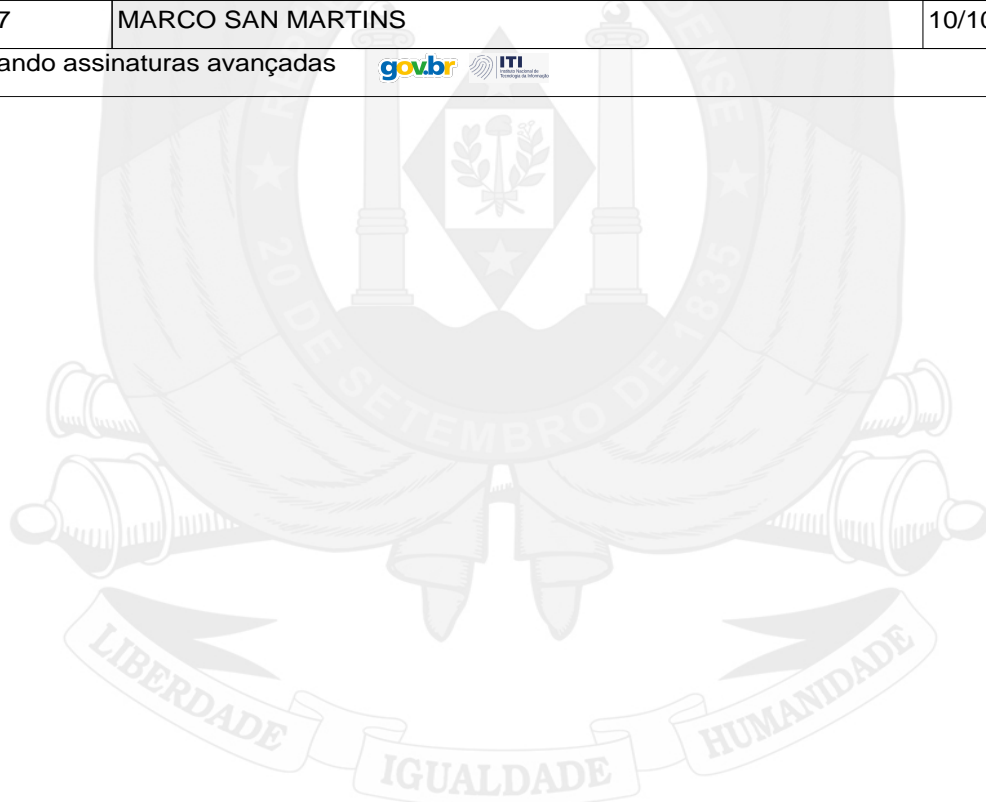 7 MARCO SAN MARTINS 10/10
ando assinaturas avançadas gov.br ITI
20 DE SETEMBRO DE 1835
LIBERDADE IGUALDADE HUMANIDADE